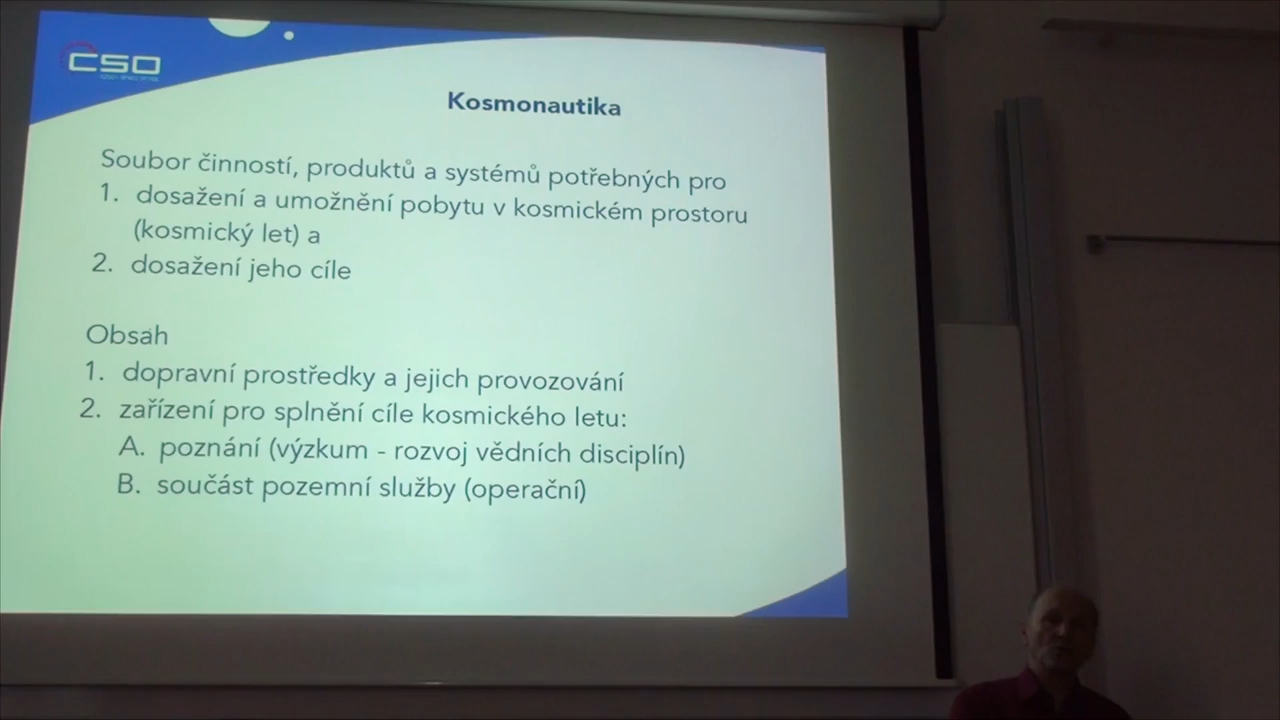 CSO
Kosmonautika
Soubor činností, produktů a systémů potřebných pro
1. dosažení a umožnění pobytu v kosmickém prostoru
(kosmický let) a
2. dosažení jeho cíle
Obsah
1. dopravní prostředky a jejich provozování
2. zařízení pro splnění cíle kosmického letu:
A. poznání (výzkum - rozvoj vědních disciplín)
B. součást pozemní služby (operační)